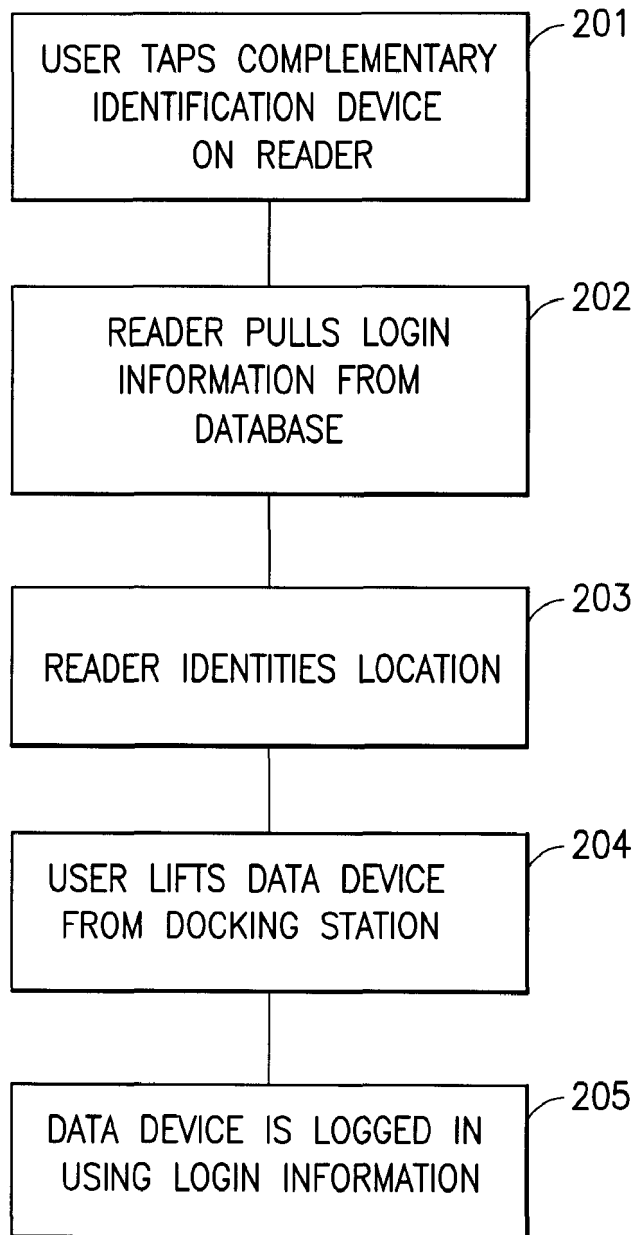 201
USER TAPS COMPLEMENTARY
IDENTIFICATION DEVICE
ON READER
202
READER PULLS LOGIN
INFORMATION FROM
DATABASE
203
READER IDENTITIES LOCATION
204
USER LIFTS DATA DEVICE
FROM DOCKING STATION
205
DATA DEVICE IS LOGGED IN
USING LOGIN INFORMATION